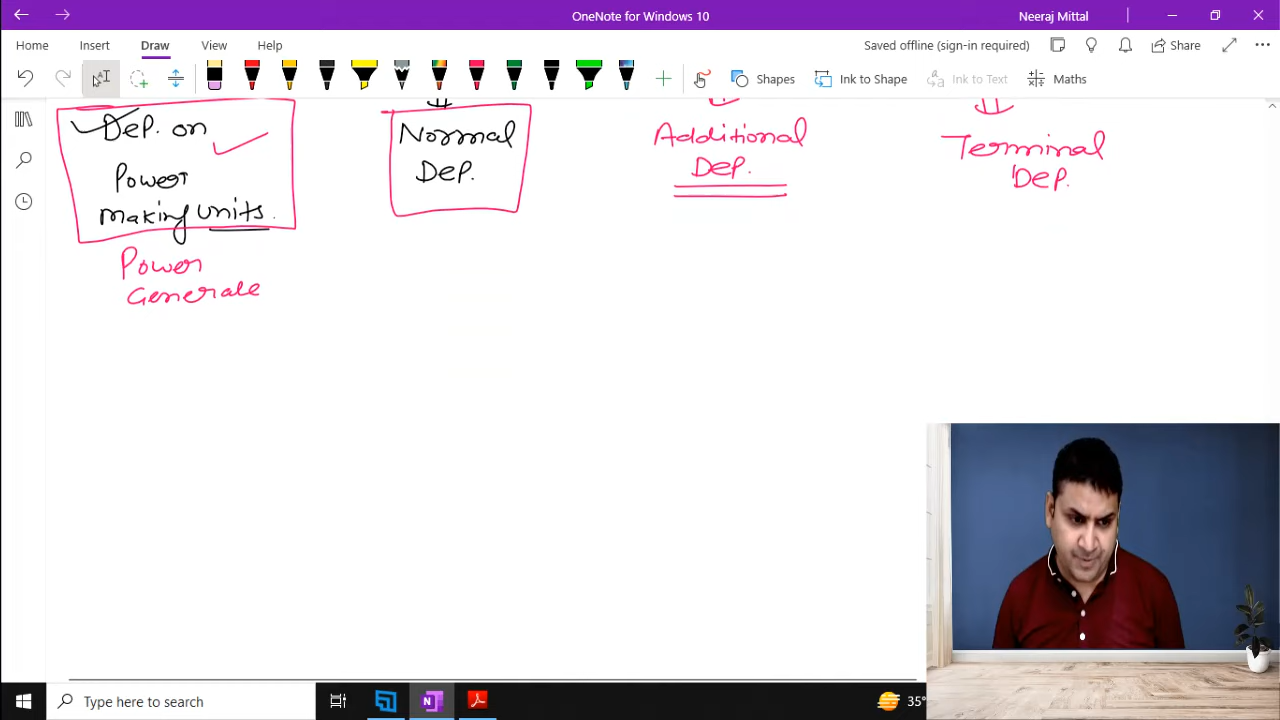 OneNote for Windows 10
Neeraj Mittal
Home Insert Draw View Help
Saved offline (sign-in required)
Share
Shapes
Ink to Shape
Ink to Text
Maths
Dep. on
Power
making units.
Power
Generate
Normal
Dep.
Additional
Dep.
Terminal
Dep.
Type here to search
N
35°